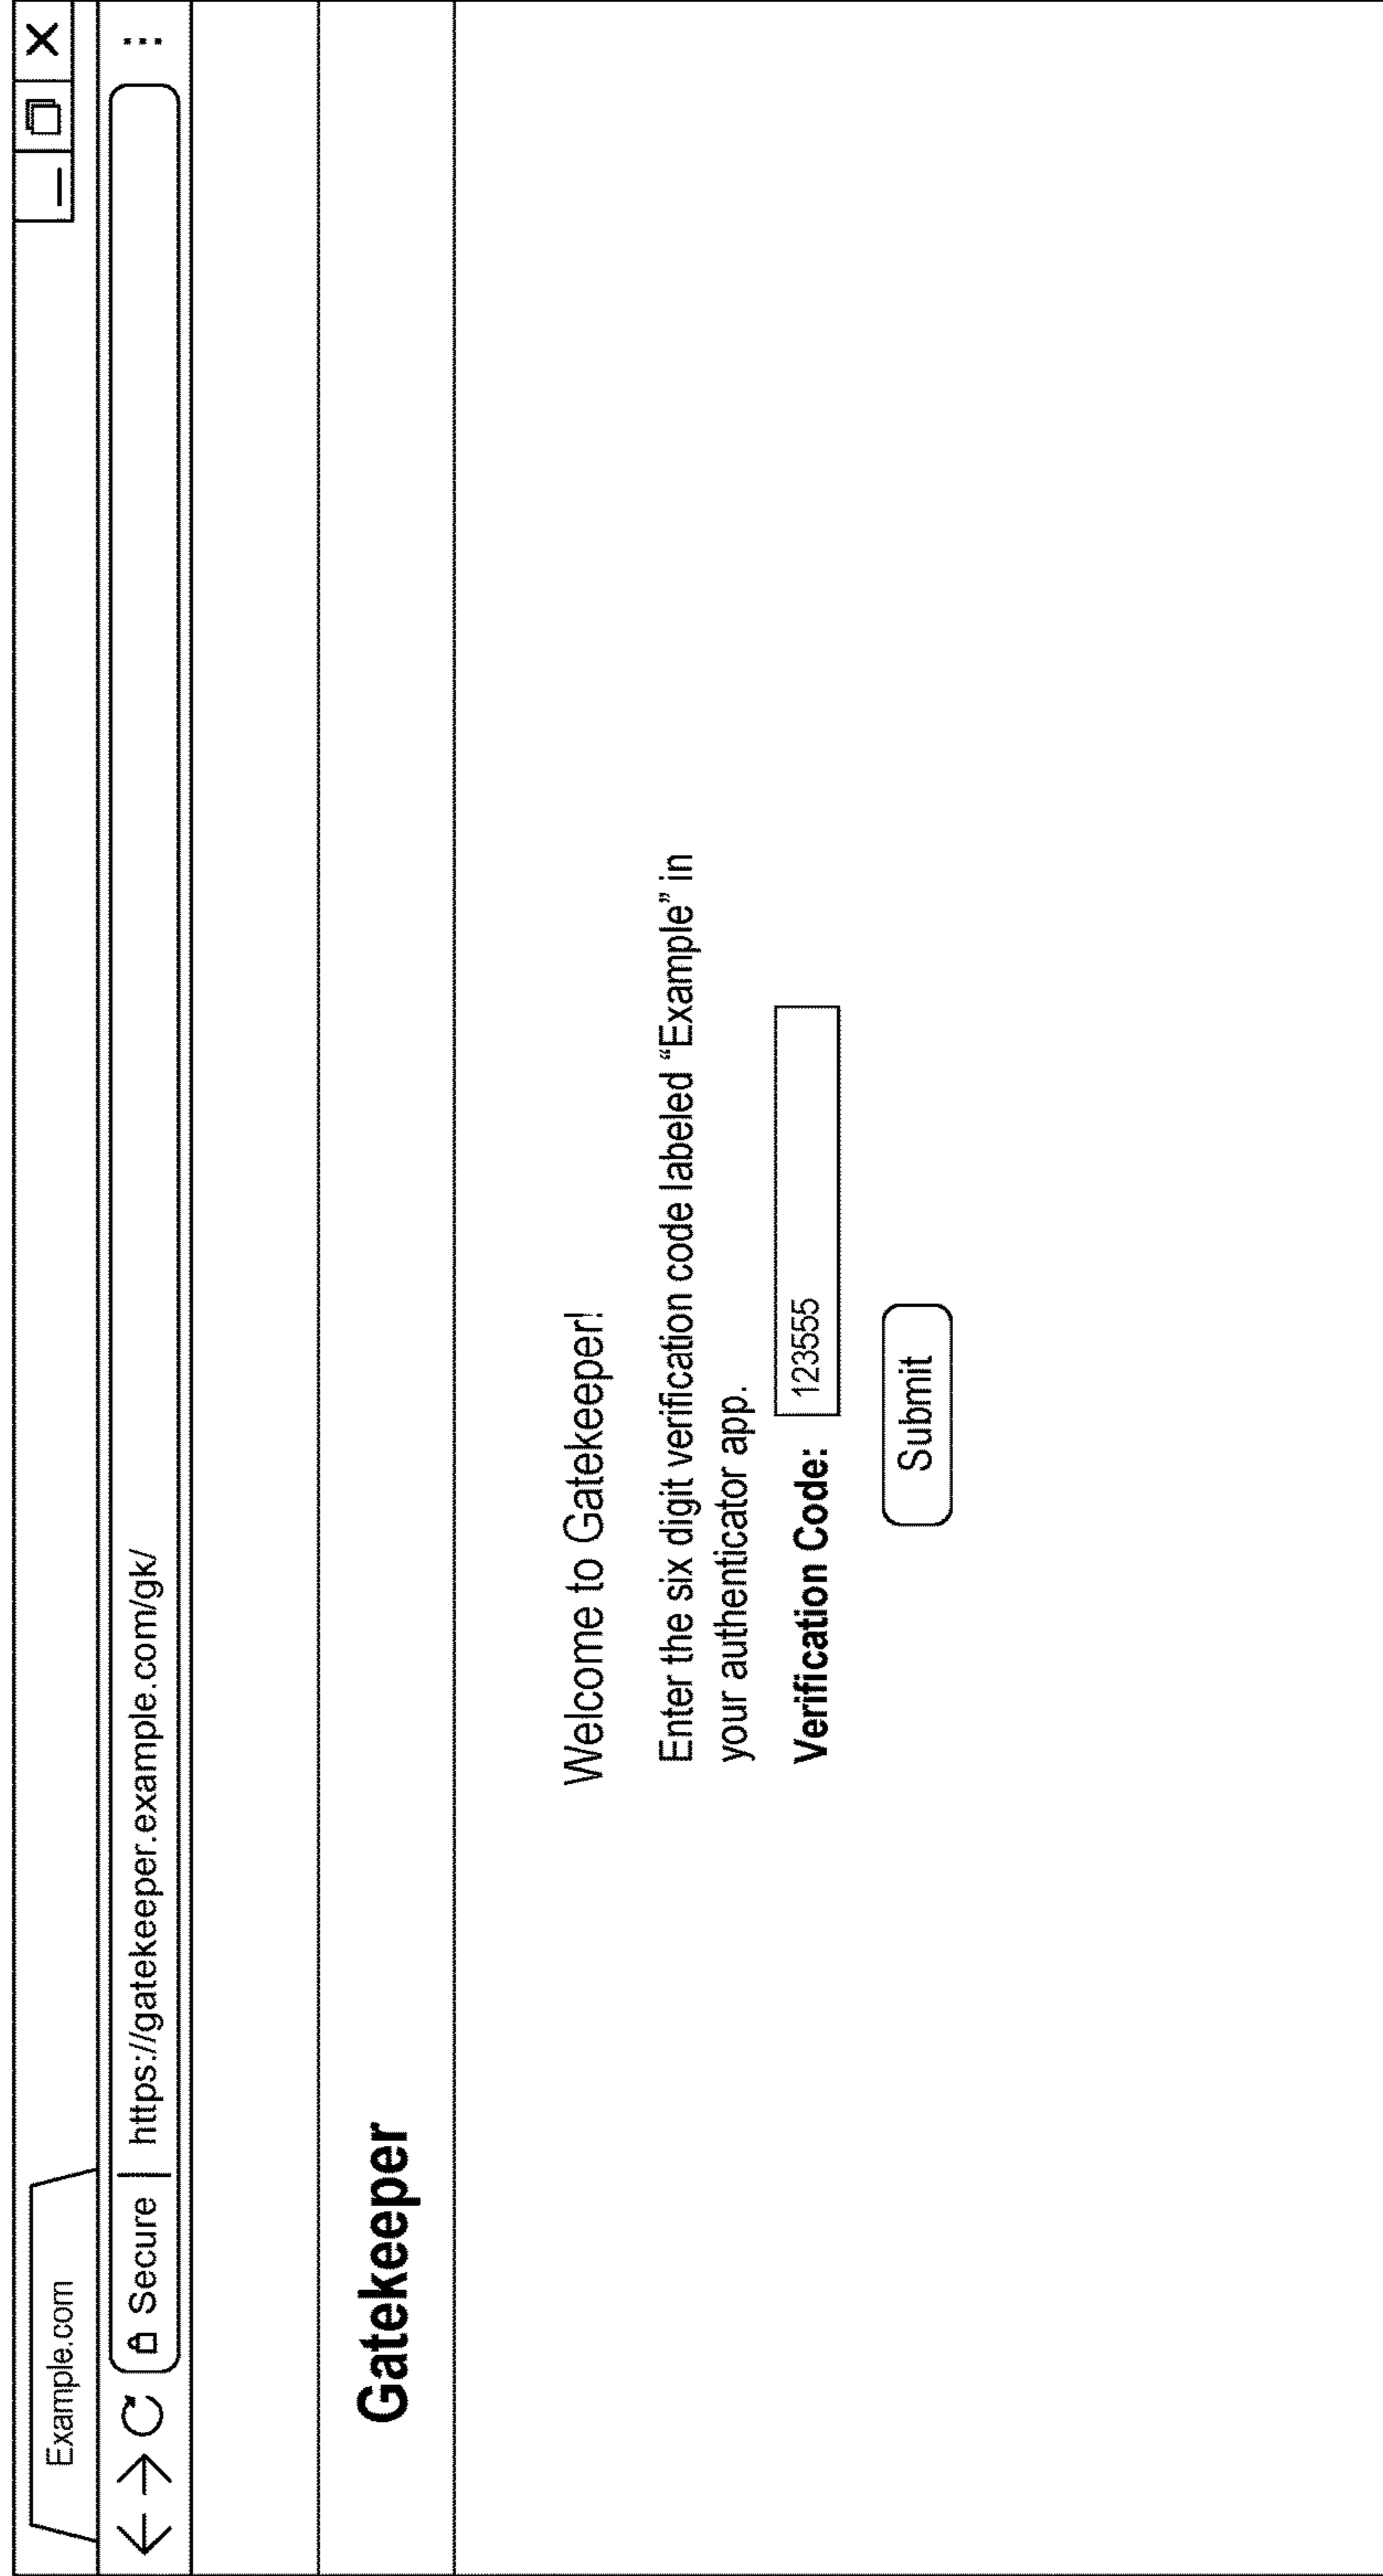 Example.com
Secure | https://gatekeeper.example.com/gk/
Gatekeeper
Welcome to Gatekeeper!
Enter the six digit verification code labeled “Example” in
your authenticator app.
Verification Code: 123555
Submit